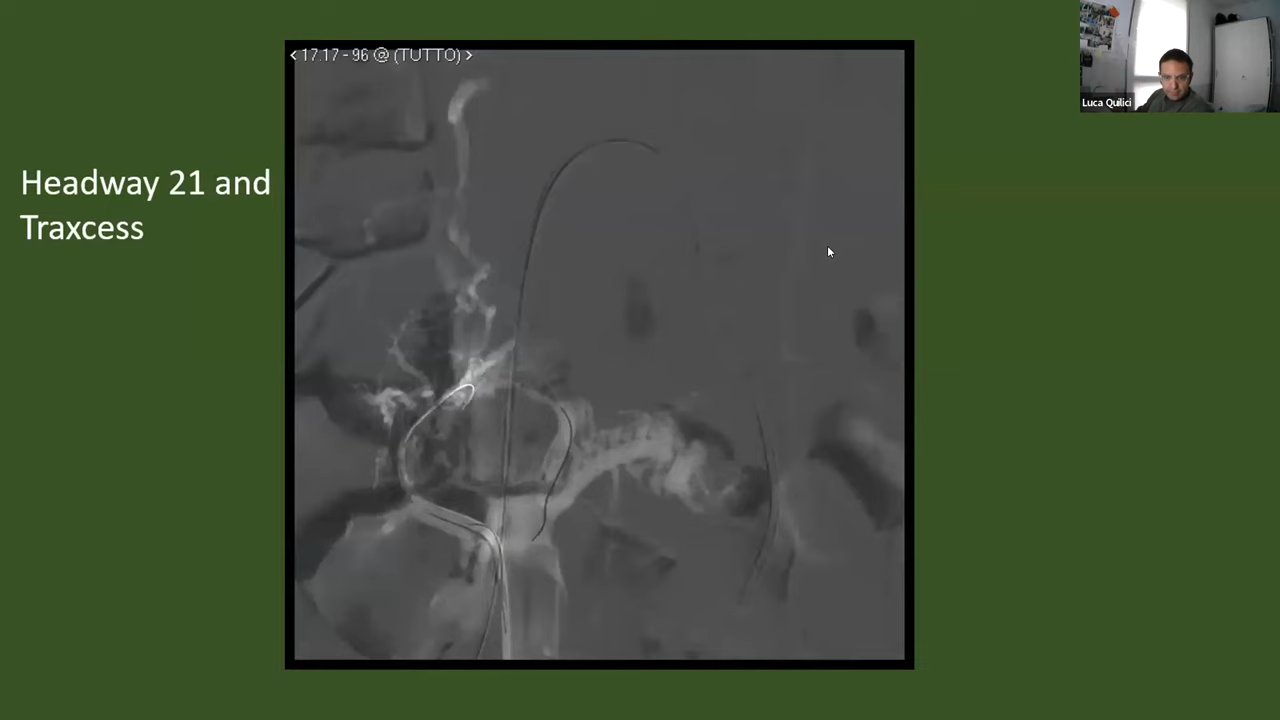 < 17.17 - 96 @ (TUTTO) >
Luca Quilici
Headway 21 and
Traxcess